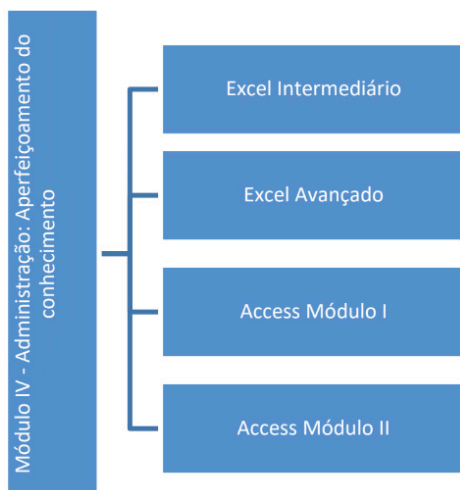 Módulo IV - Administração: Aperfeiçoamento do
conhecimento
Excel Intermediário
Excel Avançado
Access Módulo I
Access Módulo II